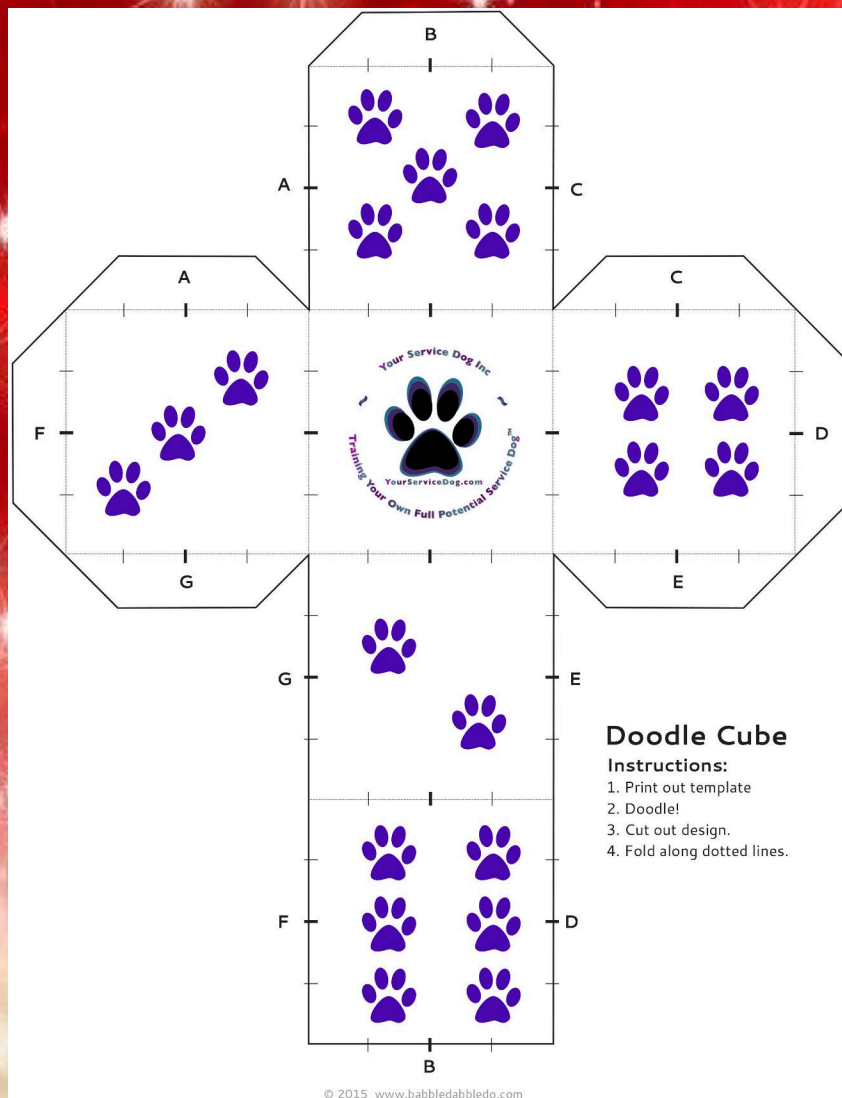 B
A
C
A
C
Your Service Dog Inc
~ ~
F
D
YourServiceDog.com
Training Your Own Full Potential Service Dog™
G
E
G
E
Doodle Cube
Instructions:
1. Print out template
2. Doodle!
3. Cut out design.
4. Fold along dotted lines.
F
D
B
© 2015 www.babbledabbledo.com